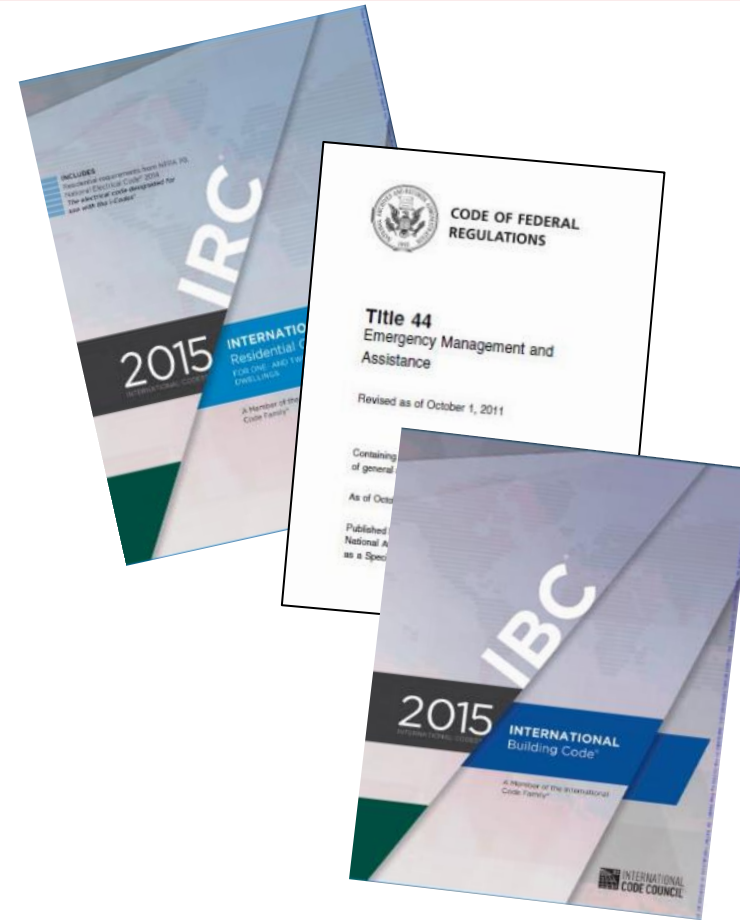 INCLUDES
Residential requirements from NFPA 70,
National Electrical Code® 2014
The electrical code designated for
use with the I-Codes®
IRC
2015
INTERNATIO
Residential C
FOR ONE- AND TW
DWELLINGS
A Member of the
Code Family®
CODE OF FEDERAL
REGULATIONS
Title 44
Emergency Management and
Assistance
Revised as of October 1, 2011
Containing
of general
As of Octo
Published
National A
as a Speci
IBC
2015
INTERNATIONAL CODES
INTERNATIONAL
Building Code®
A Member of the International
Code Family®
INTERNATIONAL
CODE COUNCIL